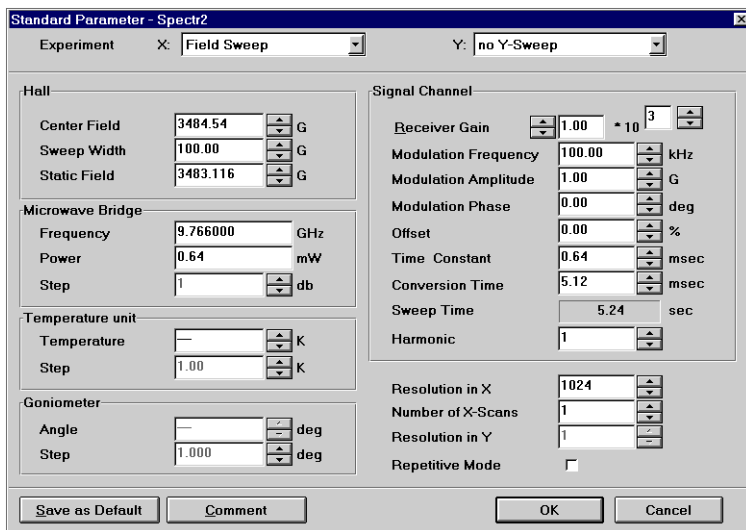 Standard Parameter - Spectr2
Experiment X: Field Sweep Y: no Y-Sweep
Hall
Center Field 3484.54 G
Sweep Width 100.00 G
Static Field 3483.116 G
Microwave Bridge
Frequency 9.766000 GHz
Power 0.64 mW
Step 1 db
Temperature unit
Temperature — K
Step 1.00 K
Goniometer
Angle — deg
Step 1.000 deg
Signal Channel
Receiver Gain 1.00 * 10 3
Modulation Frequency 100.00 kHz
Modulation Amplitude 1.00 G
Modulation Phase 0.00 deg
Offset 0.00 %
Time Constant 0.64 msec
Conversion Time 5.12 msec
Sweep Time 5.24 sec
Harmonic 1
Resolution in X 1024
Number of X-Scans 1
Resolution in Y 1
Repetitive Mode
Save as Default Comment OK Cancel